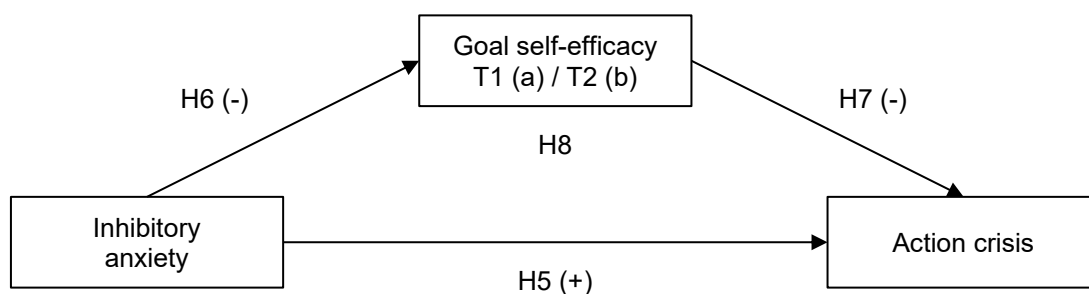 Goal self-efficacy
T1 (a) / T2 (b)
H6 (-)
H7 (-)
H8
Inhibitory
anxiety
Action crisis
H5 (+)